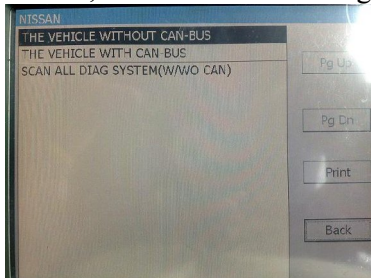 NISSAN
THE VEHICLE WITHOUT CAN-BUS
THE VEHICLE WITH CAN-BUS
SCAN ALL DIAG SYSTEM(W/WO CAN)
Pg Up
Pg Dn
Print
Back